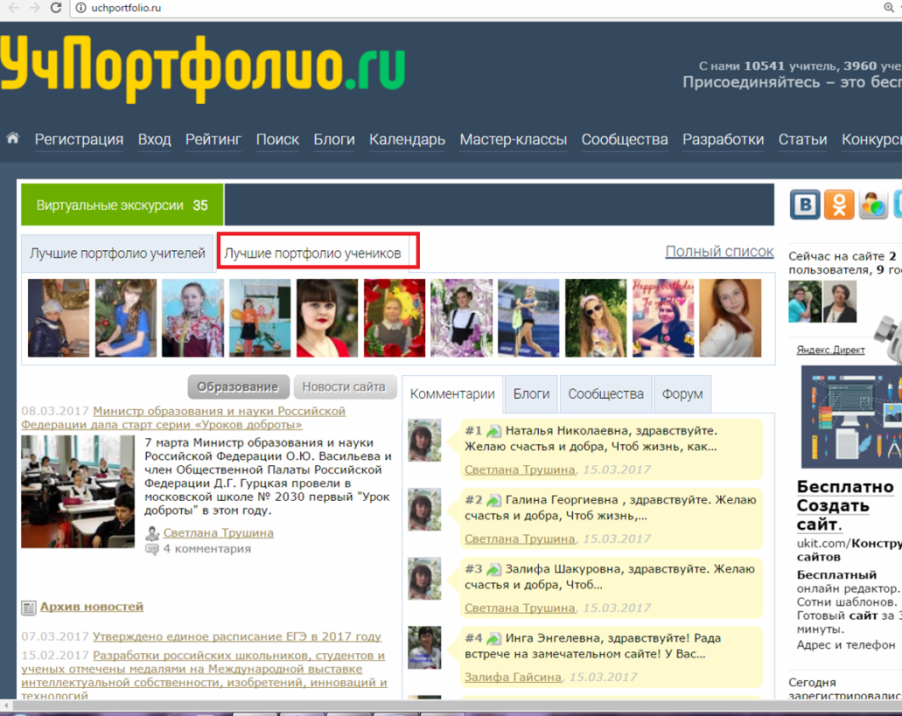 uchportfolio.ru
УчПортфолио.ru
С нами 10541 учитель, 3960 уче
Присоединяйтесь – это бесп
Регистрация Вход Рейтинг Поиск Блоги Календарь Мастер-классы Сообщества Разработки Статьи Конкурс
Виртуальные экскурсии 35
Лучшие портфолио учителей Лучшие портфолио учеников Полный список
Сейчас на сайте 2
пользователя, 9 гос
Яндекс.Директ
Образование Новости сайта
08.03.2017 Министр образования и науки Российской
Федерации дала старт серии «Уроков доброты»
7 марта Министр образования и науки
Российской Федерации О.Ю. Васильева и
член Общественной Палаты Российской
Федерации Д.Г. Гурцкая провели в
московской школе № 2030 первый "Урок
доброты" в этом году.
Светлана Трушина
4 комментария
Архив новостей
07.03.2017 Утверждено единое расписание ЕГЭ в 2017 году
15.02.2017 Разработки российских школьников, студентов и
ученых отмечены медалями на Международной выставке
интеллектуальной собственности, изобретений, инноваций и
технологий
Комментарии Блоги Сообщества Форум
#1 Наталья Николаевна, здравствуйте.
Желаю счастья и добра, Чтоб жизнь, как...
Светлана Трушина, 15.03.2017
#2 Галина Георгиевна , здравствуйте. Желаю
счастья и добра, Чтоб жизнь,...
Светлана Трушина, 15.03.2017
#3 Залифа Шакуровна, здравствуйте. Желаю
счастья и добра, Чтоб...
Светлана Трушина, 15.03.2017
#4 Инга Энгелевна, здравствуйте! Рада
встрече на замечательном сайте! У Вас...
Залифа Гайсина, 15.03.2017
Бесплатно
Создать
сайт.
ukit.com/Констру
сайтов
Бесплатный
онлайн редактор.
Сотни шаблонов.
Готовый сайт за 3
минуты.
Адрес и телефон
Сегодня
зарегистрировалис